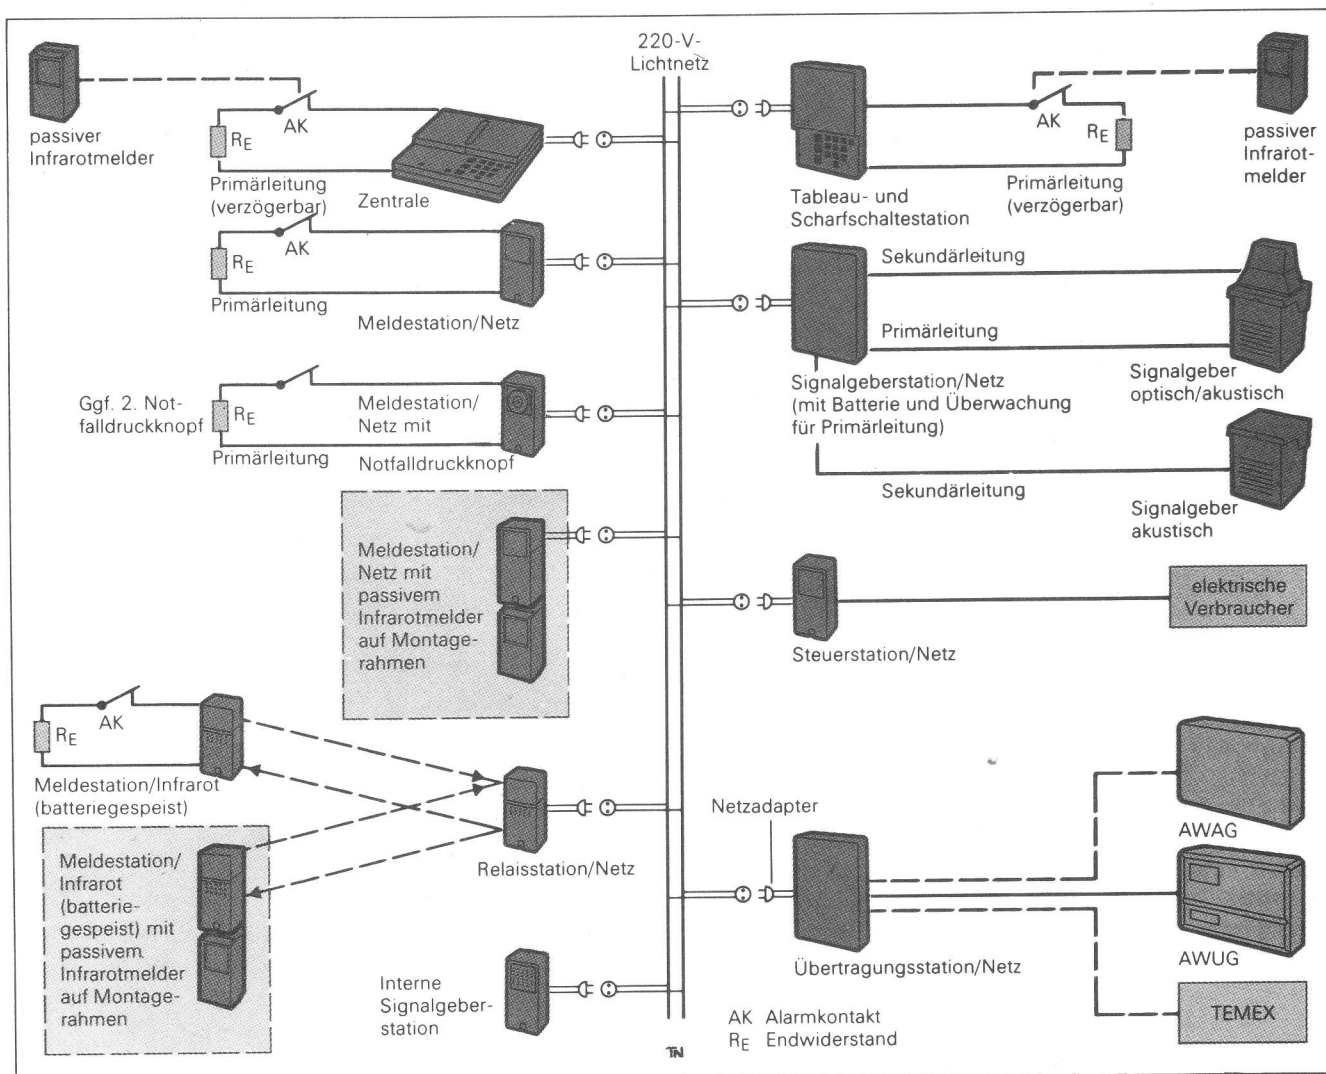 220-V-
Lichtnetz
passiver
Infrarotmelder
AK
RE
Primärleitung
(verzögerbar)
Zentrale
AK
RE
Primärleitung
Meldestation/Netz
Ggf. 2. Not-
falldruckknopf
RE
Primärleitung
Meldestation/
Netz mit
Notfalldruckknopf
Meldestation/
Netz mit
passivem
Infrarotmelder
auf Montage-
rahmen
AK
RE
Meldestation/Infrarot
(batteriegespeist)
Meldestation/
Infrarot
(batterie-
gespeist) mit
passivem
Infrarotmelder
auf Montage-
rahmen
Relaisstation/Netz
Interne
Signalgeber-
station
Tableau- und
Scharfschaltestation
AK
RE
Primärleitung
(verzögerbar)
passiver
Infrarot-
melder
Sekundärleitung
Primärleitung
Signalgeberstation/Netz
(mit Batterie und Überwachung
für Primärleitung)
Signalgeber
optisch/akustisch
Sekundärleitung
Signalgeber
akustisch
elektrische
Verbraucher
Steuerstation/Netz
Netzadapter
AWAG
AWUG
Übertragungsstation/Netz
TEMEX
AK Alarmkontakt
RE Endwiderstand
TN